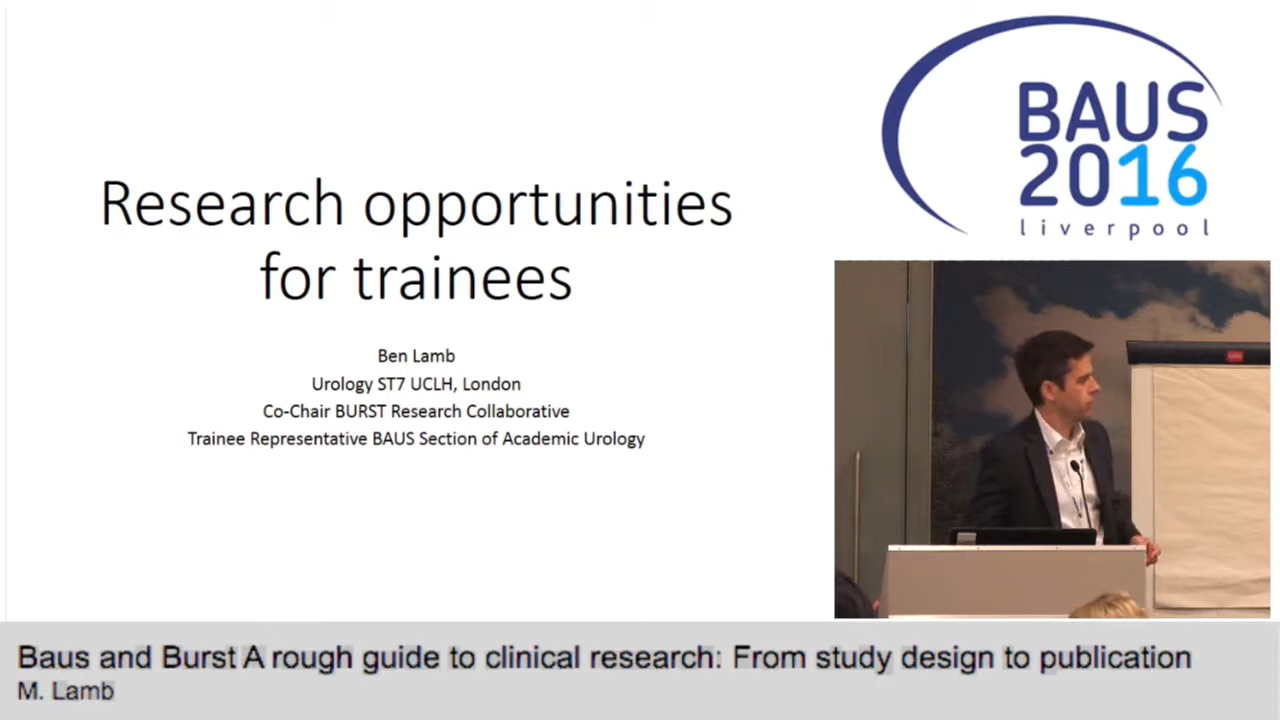 Research opportunities
for trainees
Ben Lamb
Urology ST7 UCLH, London
Co-Chair BURST Research Collaborative
Trainee Representative BAUS Section of Academic Urology
BAUS
2016
liverpool
Baus and Burst A rough guide to clinical research: From study design to publication
M. Lamb